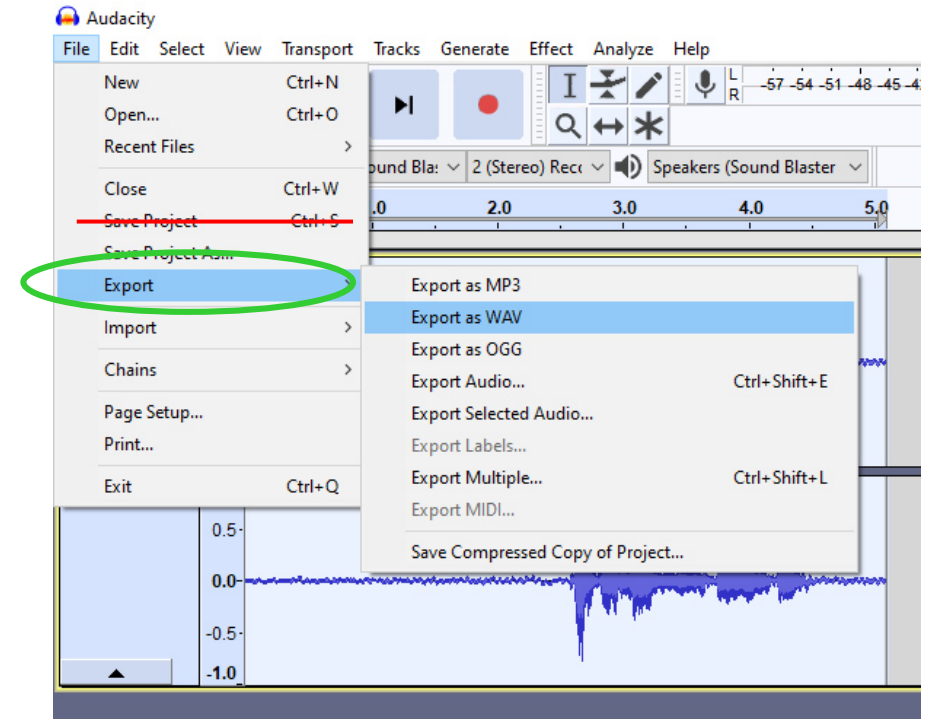 Audacity
File Edit Select View Transport Tracks Generate Effect Analyze Help
New Ctrl+N
Open... Ctrl+O
Recent Files
Close Ctrl+W
Save Project Ctrl+S
Save Project As...
Export
Import
Chains
Page Setup...
Print...
Exit Ctrl+Q
L
R
-57 -54 -51 -48 -45
2 (Stereo) Speakers (Sound Blaster
.0 2.0 3.0 4.0 5.0
Export as MP3
Export as WAV
Export as OGG
Export Audio... Ctrl+Shift+E
Export Selected Audio...
Export Labels...
Export Multiple... Ctrl+Shift+L
Export MIDI...
Save Compressed Copy of Project...
0.5
0.0
-0.5
-1.0